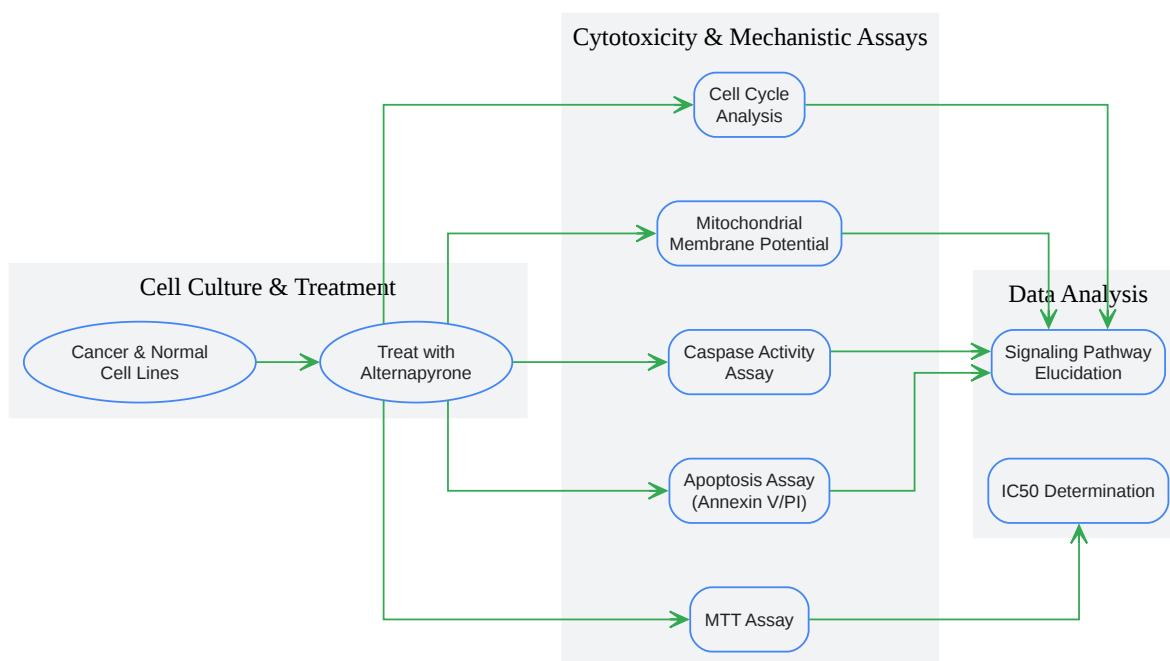 Cytotoxicity & Mechanistic Assays
Cell Cycle
Analysis
Mitochondrial
Membrane Potential
Cell Culture & Treatment
Data Analysis
Cancer & Normal
Cell Lines
Treat with
Alternapyrone
Caspase Activity
Assay
Signaling Pathway
Elucidation
Apoptosis Assay
(Annexin V/PI)
IC50 Determination
MTT Assay